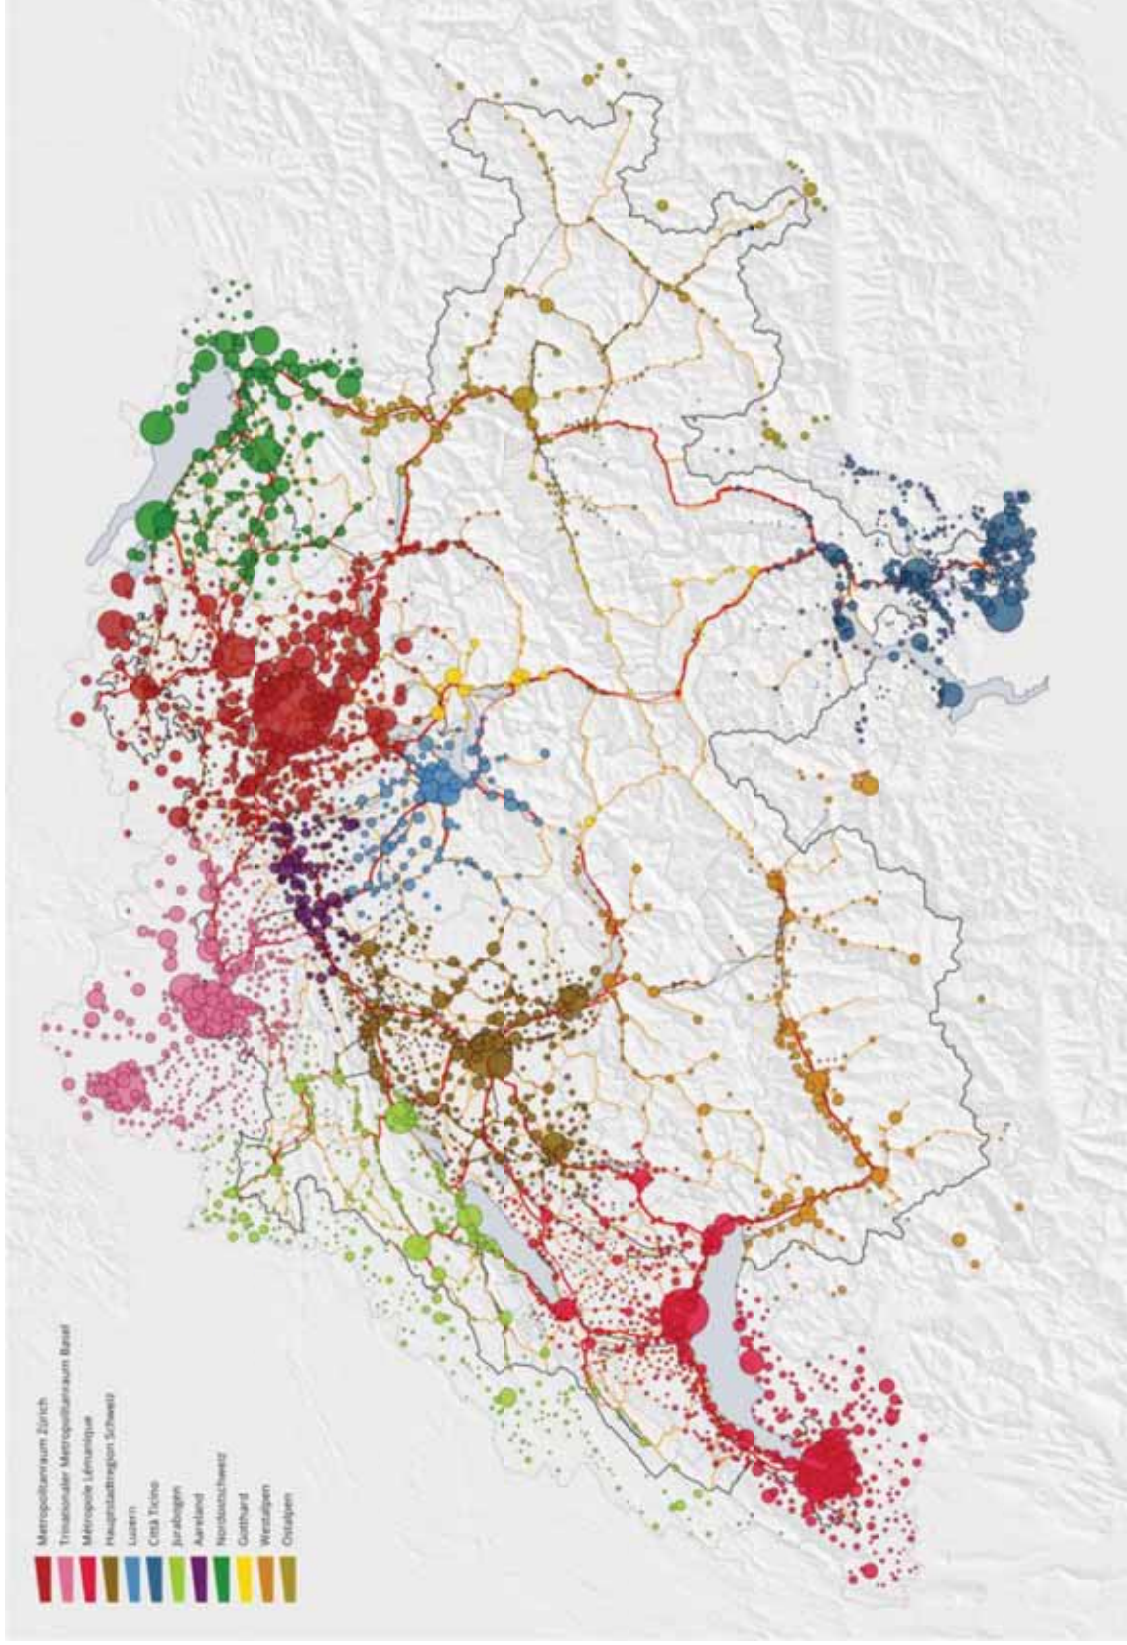 Metropolitanraum Zürich
Trinationaler Metropolitanraum Basel
Métropole Lémanique
Hauptstadtregion Schweiz
Luzern
Città Ticino
Jurabogen
Aareland
Nordostschweiz
Gotthard
Westalpen
Ostalpen